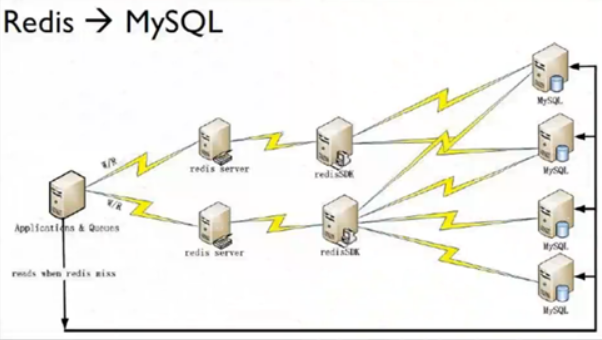 Redis → MySQL
MySQL
W/R
redis server
redisSDK
MySQL
W/R
Applications & Queues
redis server
redisSDK
MySQL
reads when redis miss
MySQL